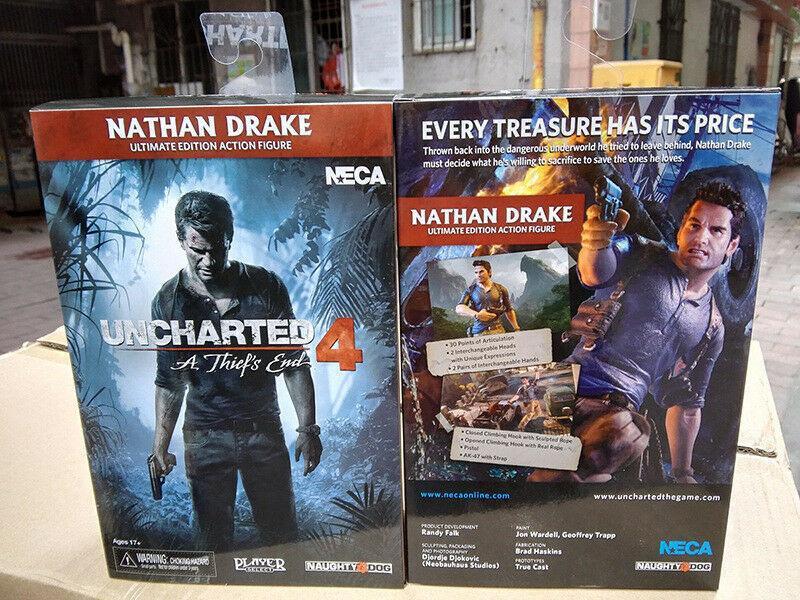 NATHAN DRAKE
ULTIMATE EDITION ACTION FIGURE
NECA
UNCHARTED 4
A Thief's End
Ages 17+
WARNING: CHOKING HAZARD
PLAYER
SELECT
NAUGHTY DOG
EVERY TREASURE HAS ITS PRICE
Thrown back into the dangerous underworld he tried to leave behind, Nathan Drake
must decide what he's willing to sacrifice to save the ones he loves.
NATHAN DRAKE
ULTIMATE EDITION ACTION FIGURE
• 30 Points of Articulation
• 2 Interchangeable Heads
with Unique Expressions
• 2 Pairs of Interchangeable Hands
• Closed Climbing Hook with Sculpted Rope
• Opened Climbing Hook with Real Rope
• Pistol
• AK-47 with Strap
www.necaonline.com
www.unchartedthegame.com
PRODUCT DEVELOPMENT
Randy Falk
SCULPTING, PACKAGING
AND PHOTOGRAPHY
Djordje Djokovic
(Neobauhaus Studios)
PAINT
Jon Wardell, Geoffrey Trapp
FABRICATION
Brad Haskins
PROTOTYPES
True Cast
NECA
NAUGHTY DOG